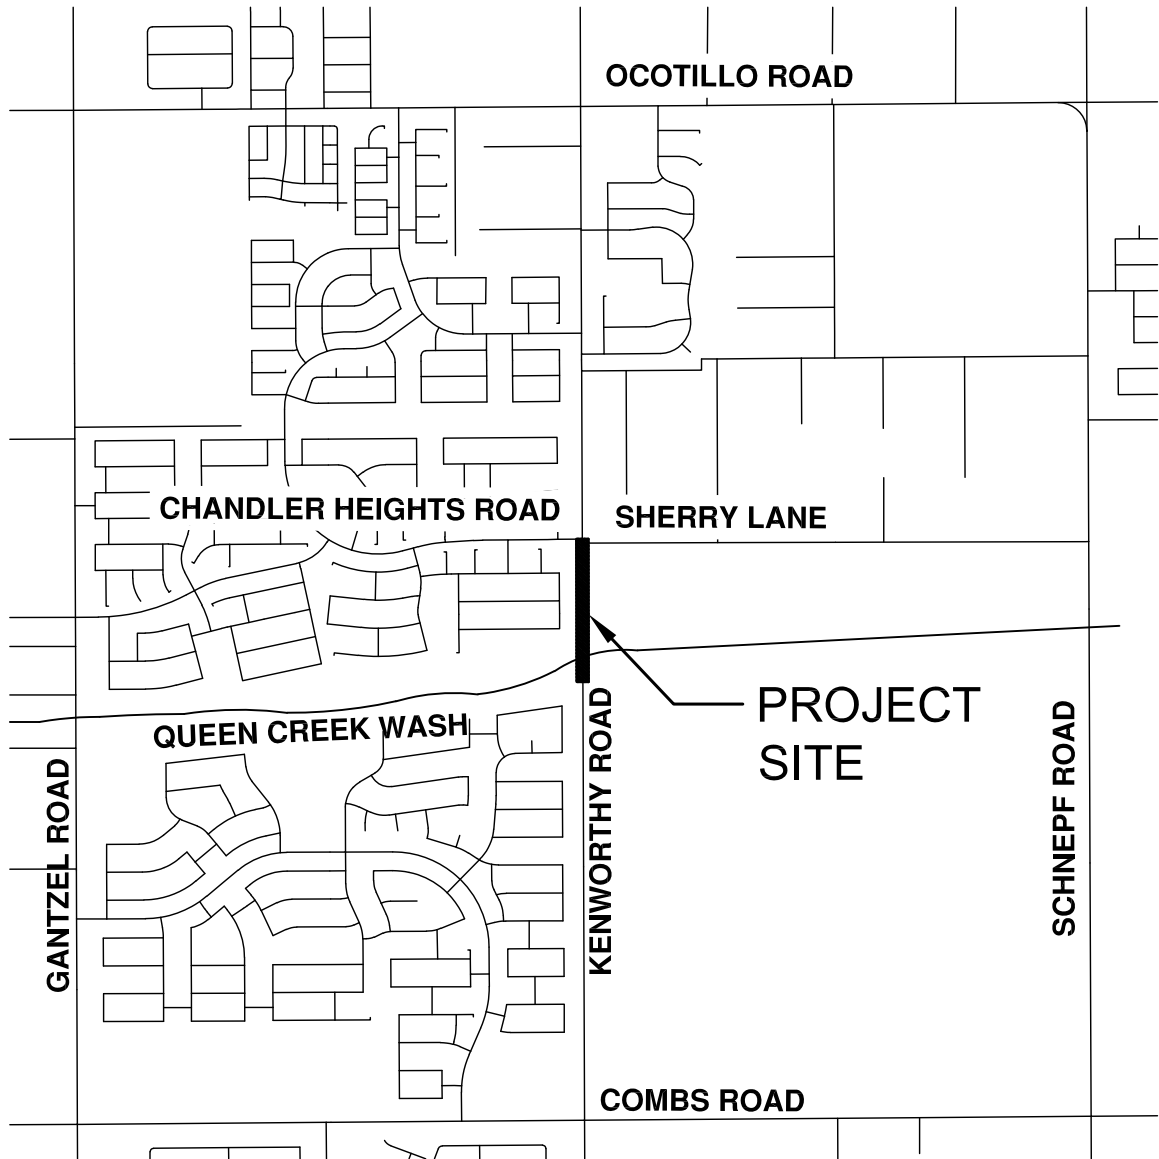 OCOTILLO ROAD
CHANDLER HEIGHTS ROAD
SHERRY LANE
PROJECT
SITE
QUEEN CREEK WASH
GANTZEL ROAD
KENWORTHY ROAD
SCHNEPF ROAD
COMBS ROAD